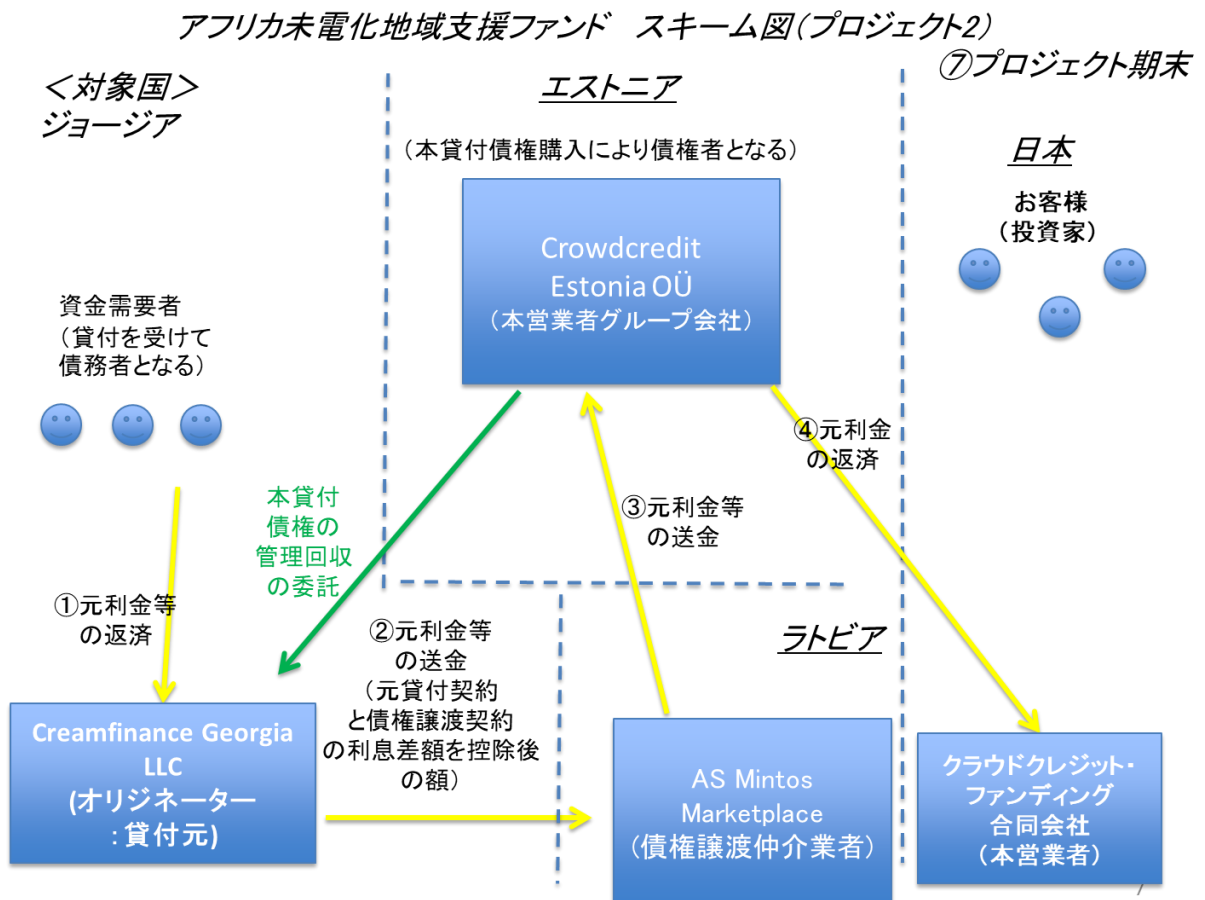 アフリカ未電化地域支援ファンド　スキーム図(プロジェクト2)
⑦プロジェクト期末
＜対象国＞
ジョージア
エストニア
（本貸付債権購入により債権者となる）
Crowdcredit
Estonia OÜ
（本営業者グループ会社）
日本
お客様
（投資家）
資金需要者
（貸付を受けて
債務者となる）
①元利金等
の返済
本貸付
債権の
管理回収
の委託
②元利金等
の送金
（元貸付契約
と債権譲渡契約
の利息差額を控除後
の額）
③元利金等
の送金
④元利金
の返済
ラトビア
Creamfinance Georgia
LLC
(オリジネーター
：貸付元)
AS Mintos
Marketplace
（債権譲渡仲介業者）
クラウドクレジット・
ファンディング
合同会社
（本営業者）
7